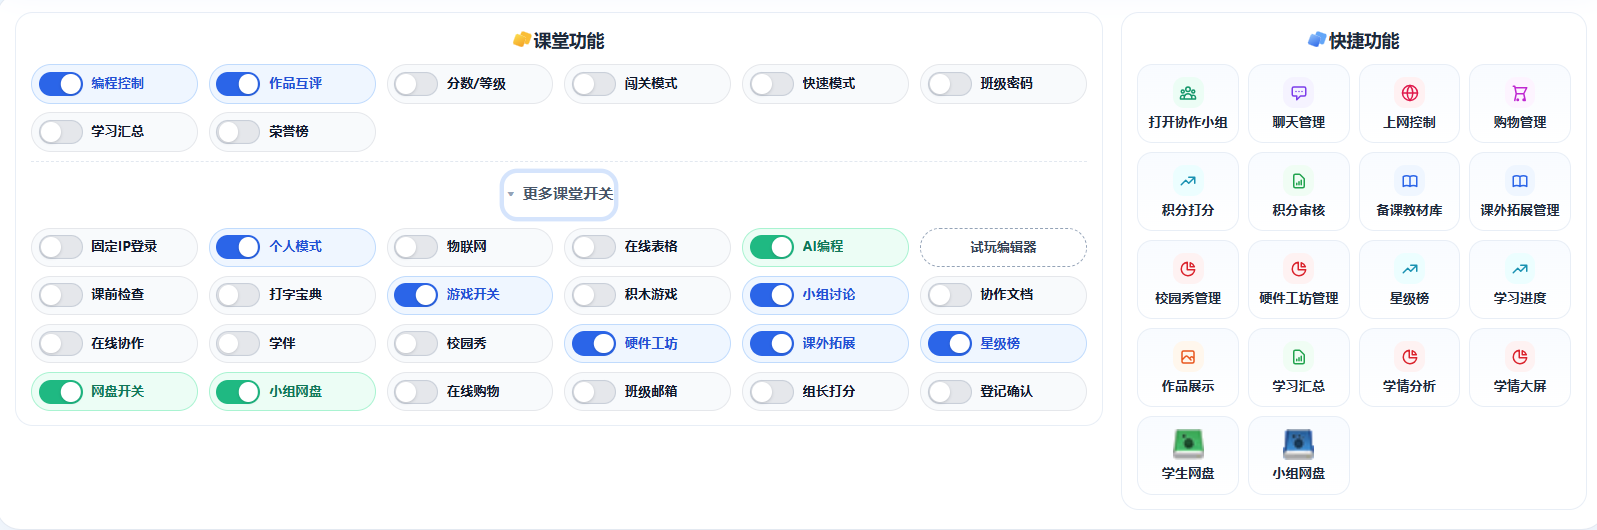 课堂功能
编程控制 作品互评 分数/等级 闯关模式 快速模式 班级密码
学习汇总 荣誉榜
更多课堂开关
固定IP登录 个人模式 物联网 在线表格 AI编程 试玩编辑器
课前检查 打字宝典 游戏开关 积木游戏 小组讨论 协作文档
在线协作 学伴 校园秀 硬件工坊 课外拓展 星级榜
网盘开关 小组网盘 在线购物 班级邮箱 组长打分 登记确认
快捷功能
打开协作小组 聊天管理 上网控制 购物管理
积分打分 积分审核 备课教材库 课外拓展管理
校园秀管理 硬件工坊管理 星级榜 学习进度
作品展示 学习汇总 学情分析 学情大屏
学生网盘 小组网盘